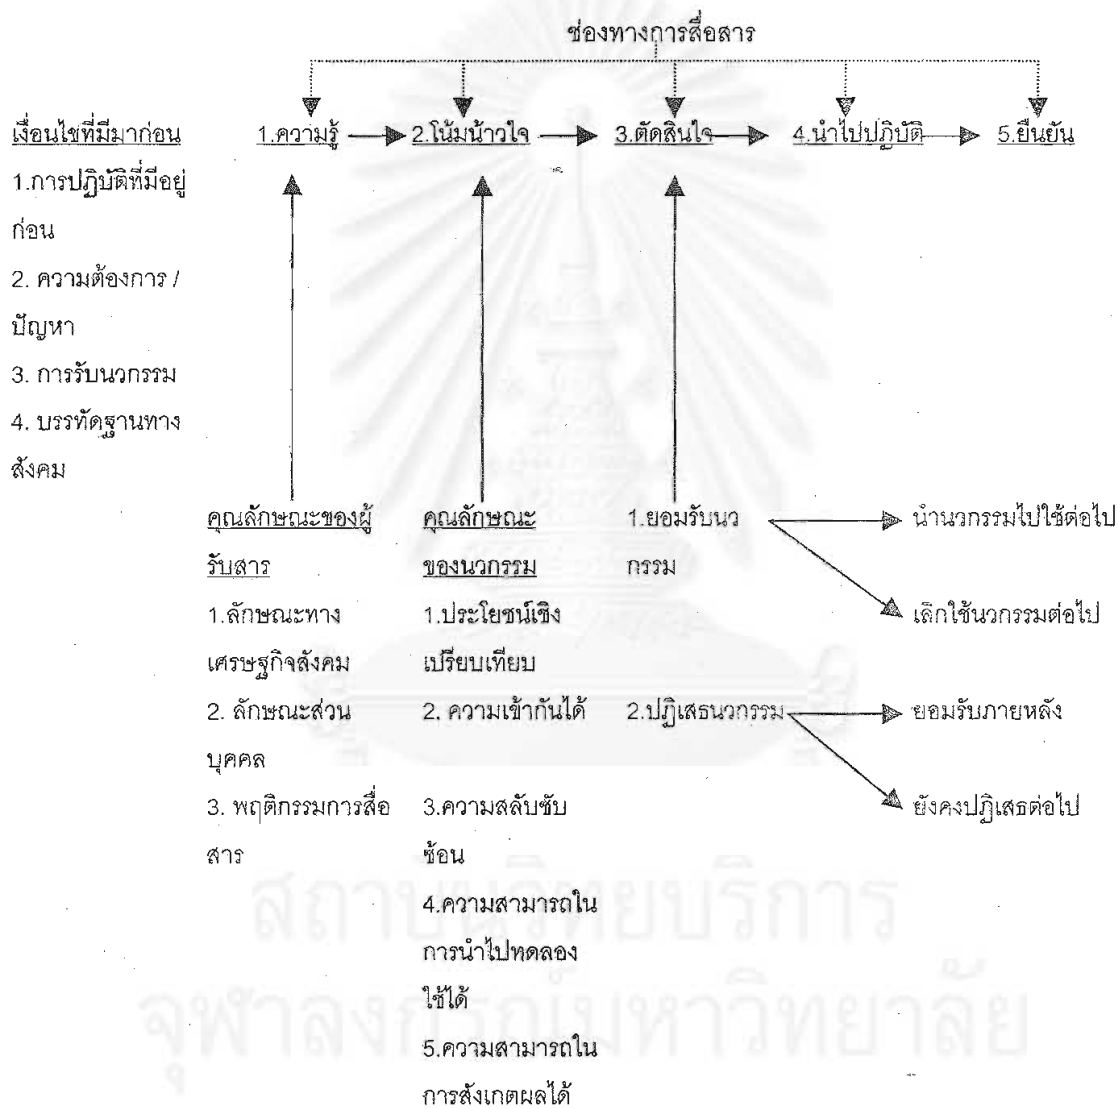 ช่องทางการสื่อสาร
เงื่อนไขที่มีมาก่อน 1.ความรู้ 2.โน้มน้าวใจ 3.ตัดสินใจ 4.นำไปปฏิบัติ 5.ยืนยัน
1.การปฏิบัติที่มีอยู่
ก่อน
2. ความต้องการ /
ปัญหา
3. การรับนวกรรม
4. บรรทัดฐานทาง
สังคม
คุณลักษณะของผู้ คุณลักษณะ 1.ยอมรับนว นำนวกรรมไปใช้ต่อไป
รับสาร ของนวกรรม กรรม
1.ลักษณะทาง 1.ประโยชน์เชิง เลิกใช้นวกรรมต่อไป
เศรษฐกิจสังคม เปรียบเทียบ
2. ลักษณะส่วน 2. ความเข้ากันได้ 2.ปฏิเสธนวกรรม ยอมรับภายหลัง
บุคคล
3. พฤติกรรมการสื่อ 3.ความสลับซับ ยังคงปฏิเสธต่อไป
สาร ซ้อน
4.ความสามารถใน
การนำไปทดลอง
ใช้ได้
5.ความสามารถใน
การสังเกตผลได้
สถาบันวิทยบริการ
จุฬาลงกรณ์มหาวิทยาลัย